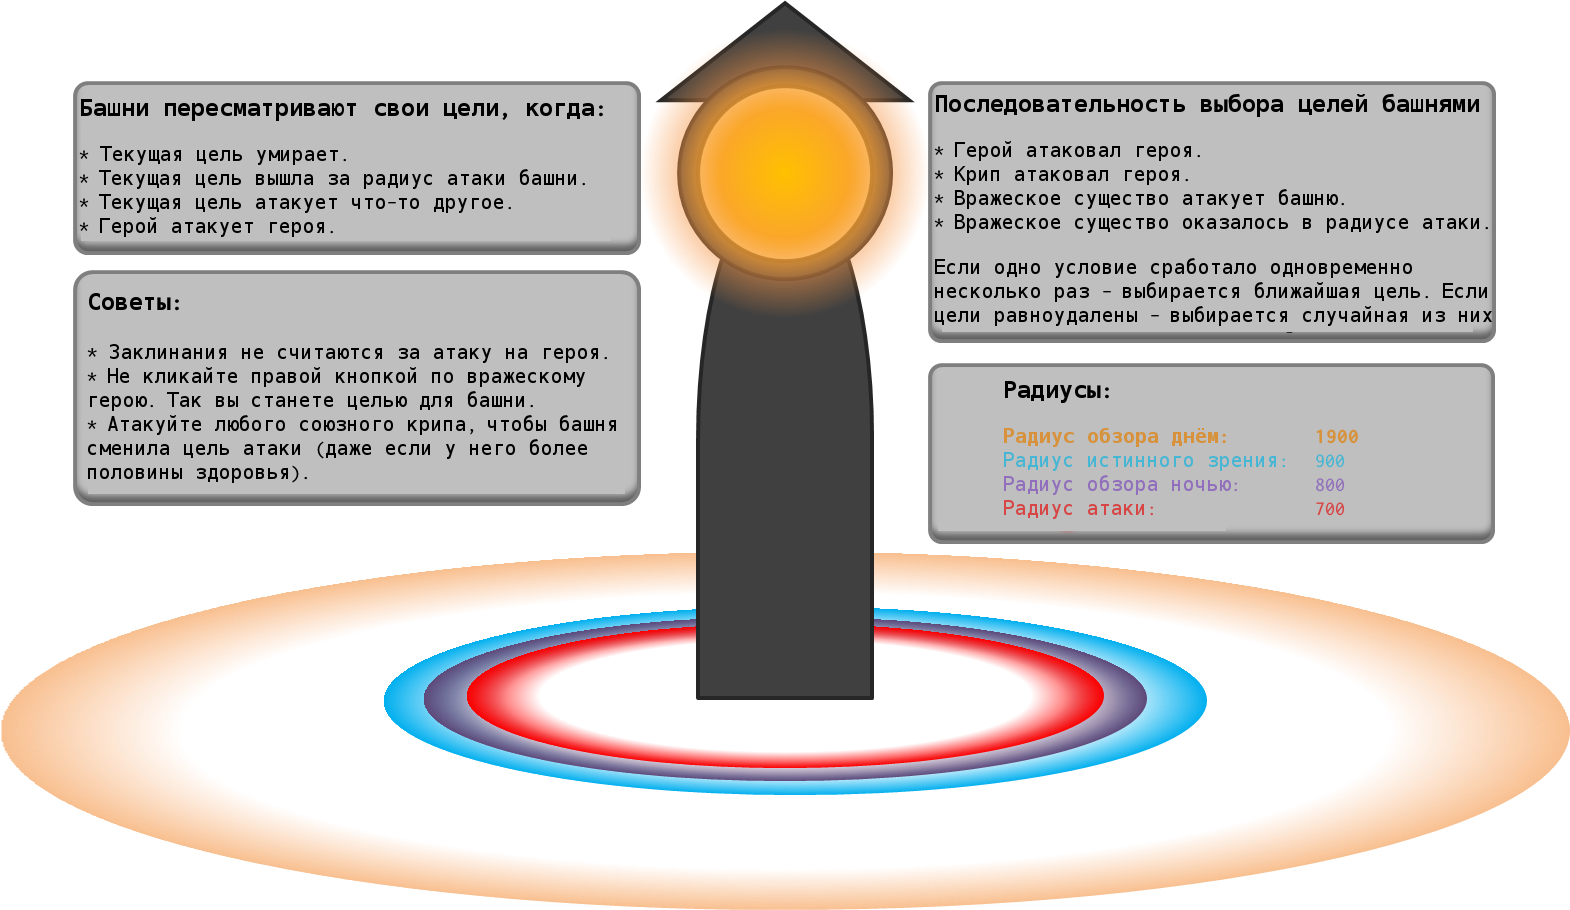 Башни пересматривают свои цели, когда:
* Текущая цель умирает.
* Текущая цель вышла за радиус атаки башни.
* Текущая цель атакует что-то другое.
* Герой атакует героя.
Советы:
* Заклинания не считаются за атаку на героя.
* Не кликайте правой кнопкой по вражескому
герою. Так вы станете целью для башни.
* Атакуйте любого союзного крипа, чтобы башня
сменила цель атаки (даже если у него более
половины здоровья).
Последовательность выбора целей башнями
* Герой атаковал героя.
* Крип атаковал героя.
* Вражеское существо атакует башню.
* Вражеское существо оказалось в радиусе атаки.
Если одно условие сработало одновременно
несколько раз - выбирается ближайшая цель. Если
цели равноудалены - выбирается случайная из них
Радиусы:
Радиус обзора днём: 1900
Радиус истинного зрения: 900
Радиус обзора ночью: 800
Радиус атаки: 700